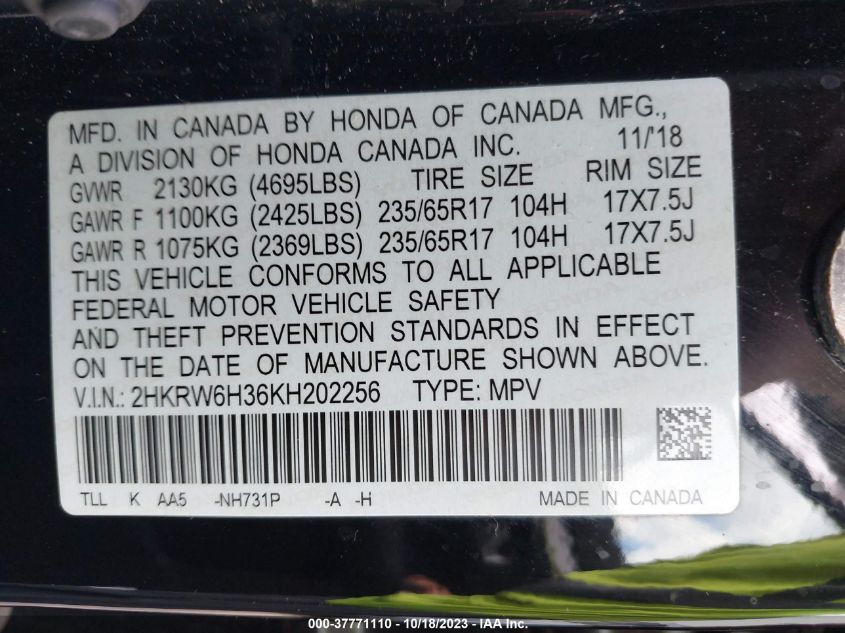 MFD. IN CANADA BY HONDA OF CANADA MFG.,
A DIVISION OF HONDA CANADA INC. 11/'18
GVWR 2130KG (4695LBS) TIRE SIZE RIM SIZE
GAWR F 1100KG (2425LBS) 235/65R17 104H 17X7.5J
GAWR R 1075KG (2369LBS) 235/65R17 104H 17X7.5J
THIS VEHICLE CONFORMS TO ALL APPLICABLE
FEDERAL MOTOR VEHICLE SAFETY
AND THEFT PREVENTION STANDARDS IN EFFECT
ON THE DATE OF MANUFACTURE SHOWN ABOVE.
V.I.N.: 2HKRW6H36KH202256 TYPE: MPV
TLL K AA5 -NH731P -A -H MADE IN CANADA
000-37771110 - 10/18/2023 - IAA Inc.